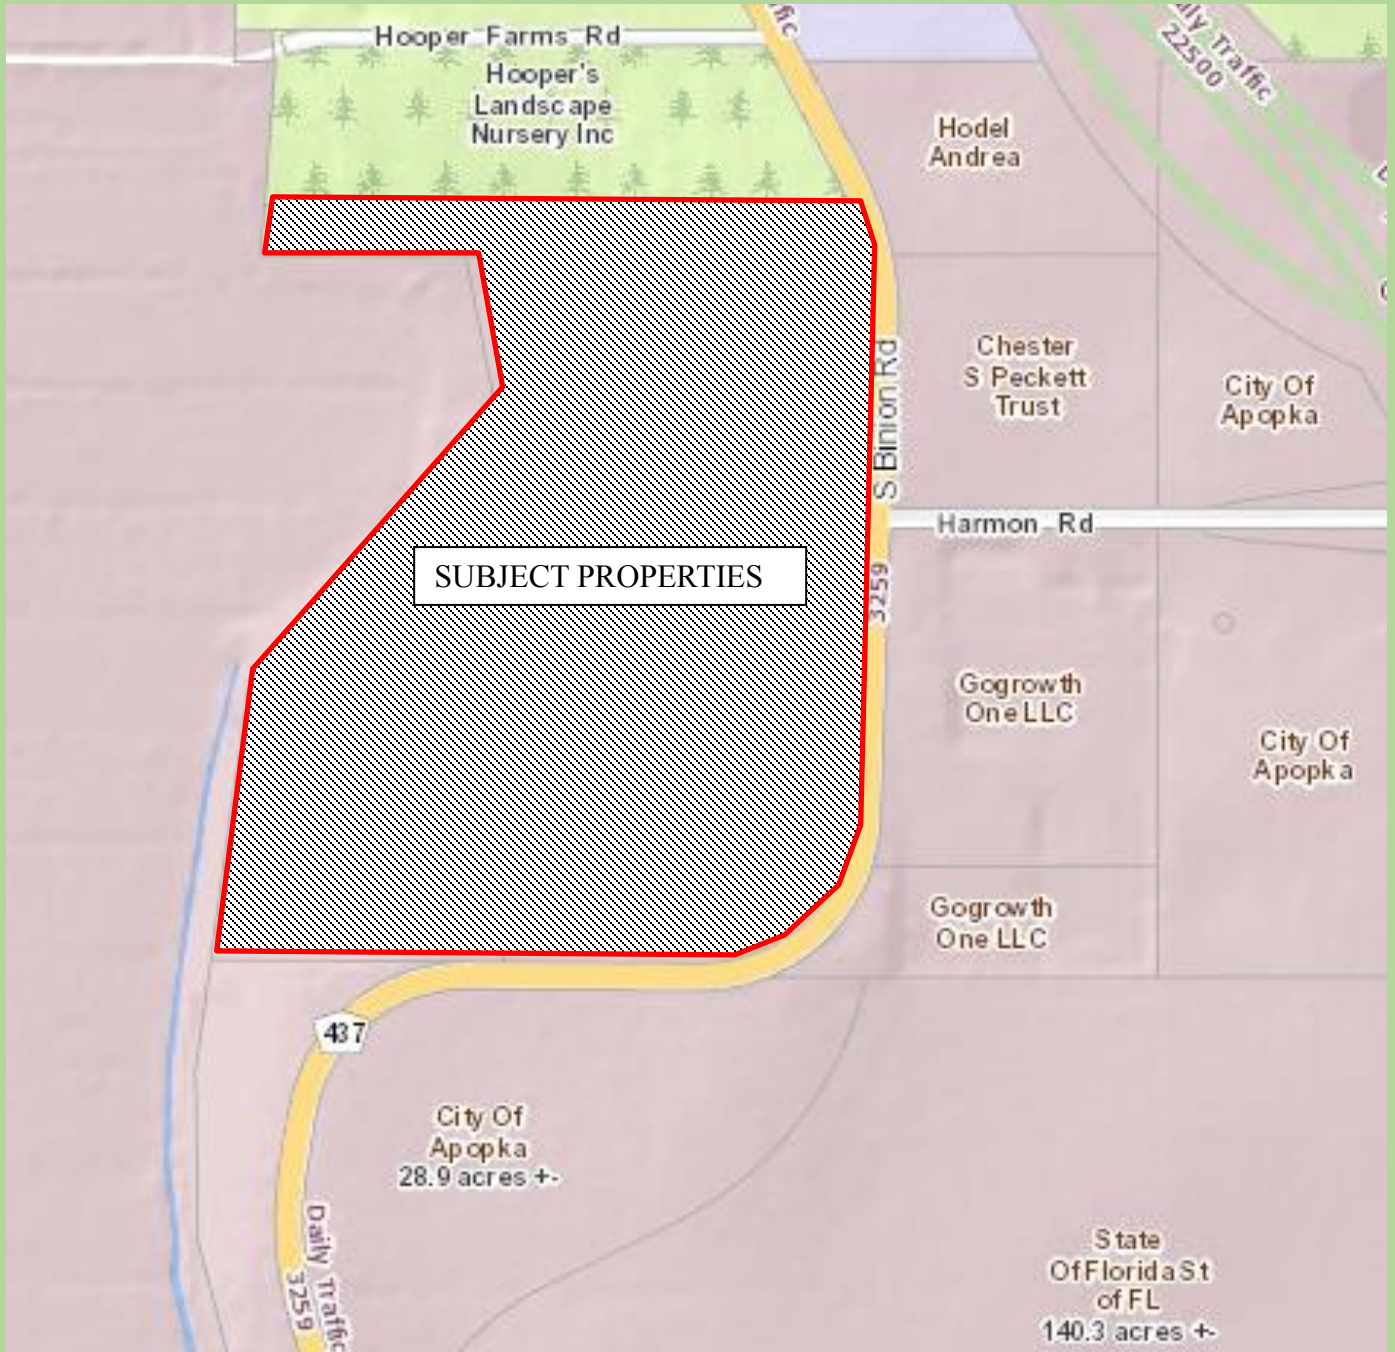 Hooper Farms Rd
Hooper's
Landscape
Nursery Inc
Hodel
Andrea
Traffic
22500
Chester
S Peckett
Trust
City Of
Apopka
S Binion Rd
Harmon Rd
SUBJECT PROPERTIES
3259
Gogrowth
One LLC
City Of
Apopka
Gogrowth
One LLC
437
City Of
Apopka
28.9 acres +-
Daily Traffic
3259
State
Of Florida St
of FL
140.3 acres +-